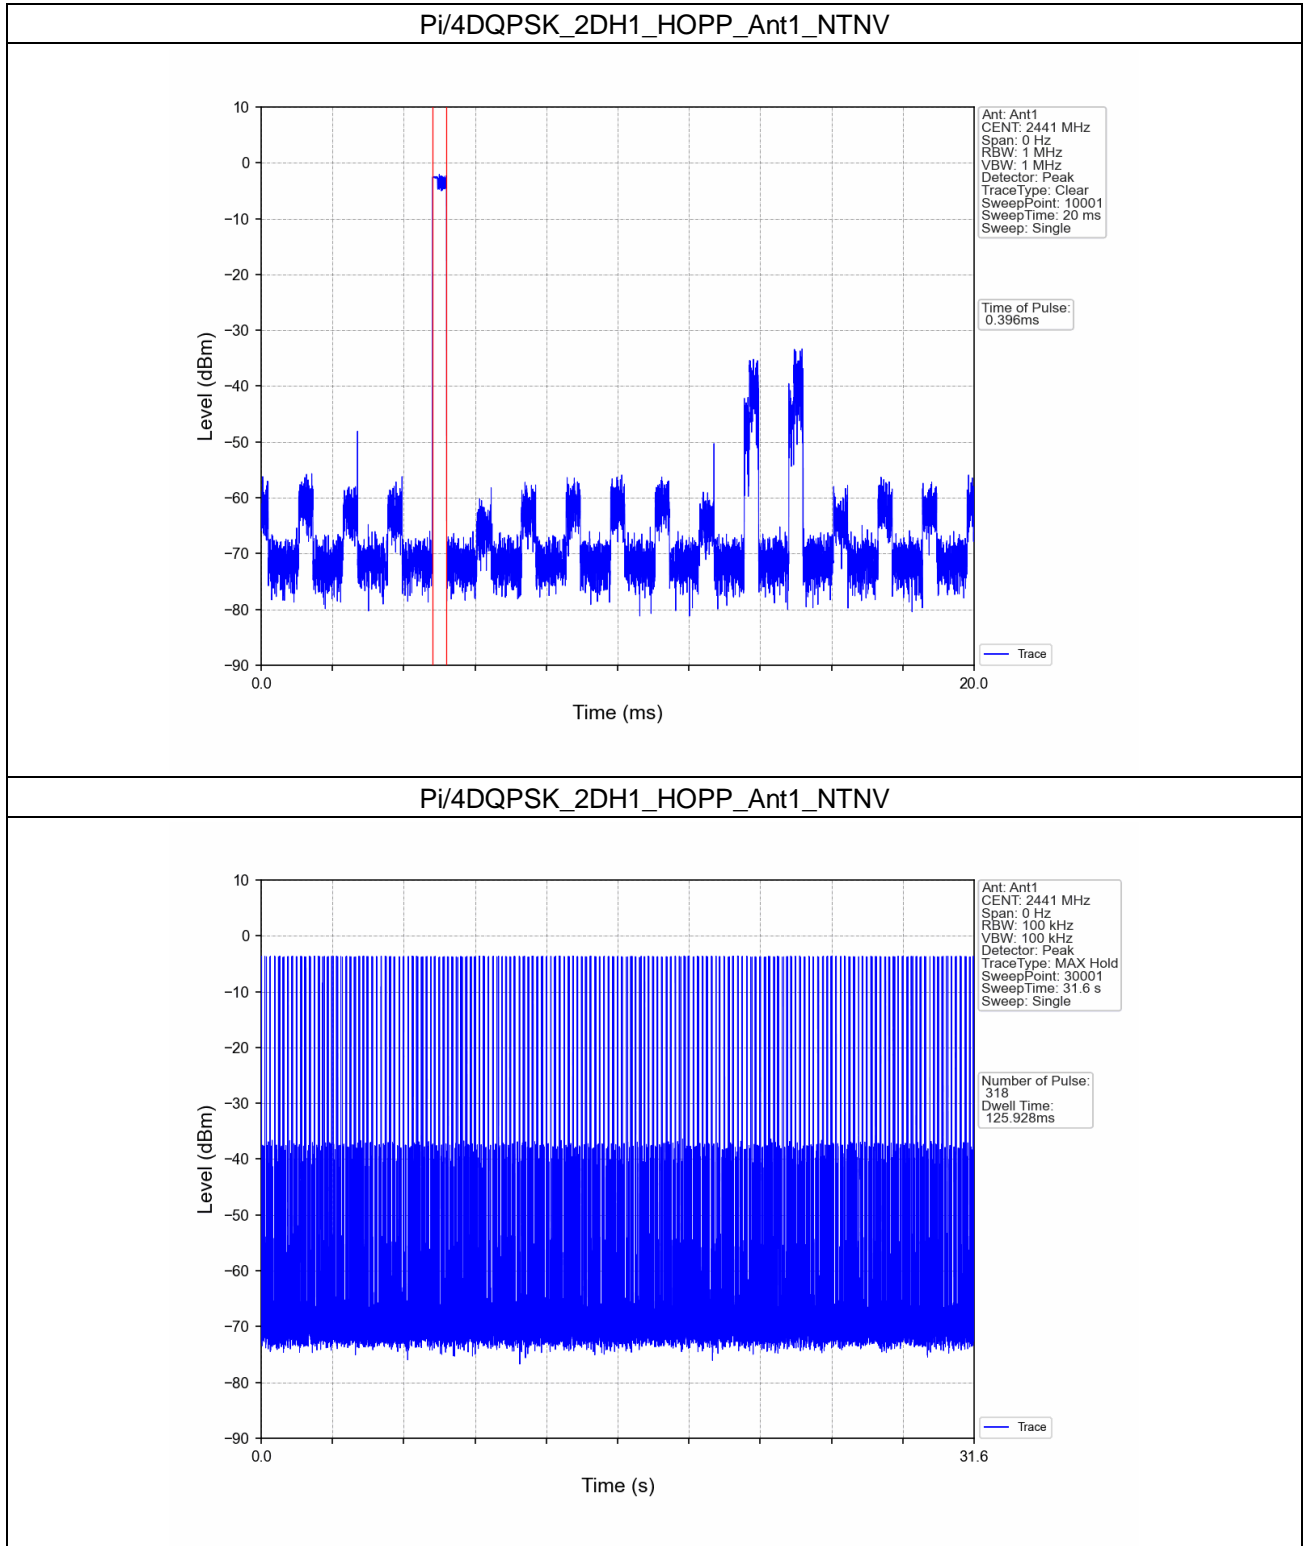 Pi/4DQPSK_2DH1_HOPP_Ant1_NTNV
10
0
−10
−20
−30
−40
−50
−60
−70
−80
−90
Level (dBm)
0.0
20.0
Time (ms)
Ant: Ant1
CENT: 2441 MHz
Span: 0 Hz
RBW: 1 MHz
VBW: 1 MHz
Detector: Peak
TraceType: Clear
SweepPoint: 10001
SweepTime: 20 ms
Sweep: Single
Time of Pulse:
0.396ms
Trace
Pi/4DQPSK_2DH1_HOPP_Ant1_NTNV
10
0
−10
−20
−30
−40
−50
−60
−70
−80
−90
Level (dBm)
0.0
31.6
Time (s)
Ant: Ant1
CENT: 2441 MHz
Span: 0 Hz
RBW: 100 kHz
VBW: 100 kHz
Detector: Peak
TraceType: MAX Hold
SweepPoint: 30001
SweepTime: 31.6 s
Sweep: Single
Number of Pulse:
318
Dwell Time:
125.928ms
Trace